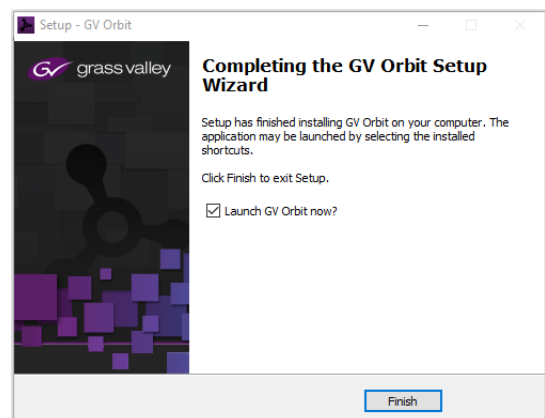 Setup - GV Orbit
grass valley
Completing the GV Orbit Setup
Wizard
Setup has finished installing GV Orbit on your computer. The
application may be launched by selecting the installed
shortcuts.
Click Finish to exit Setup.
Launch GV Orbit now?
Finish